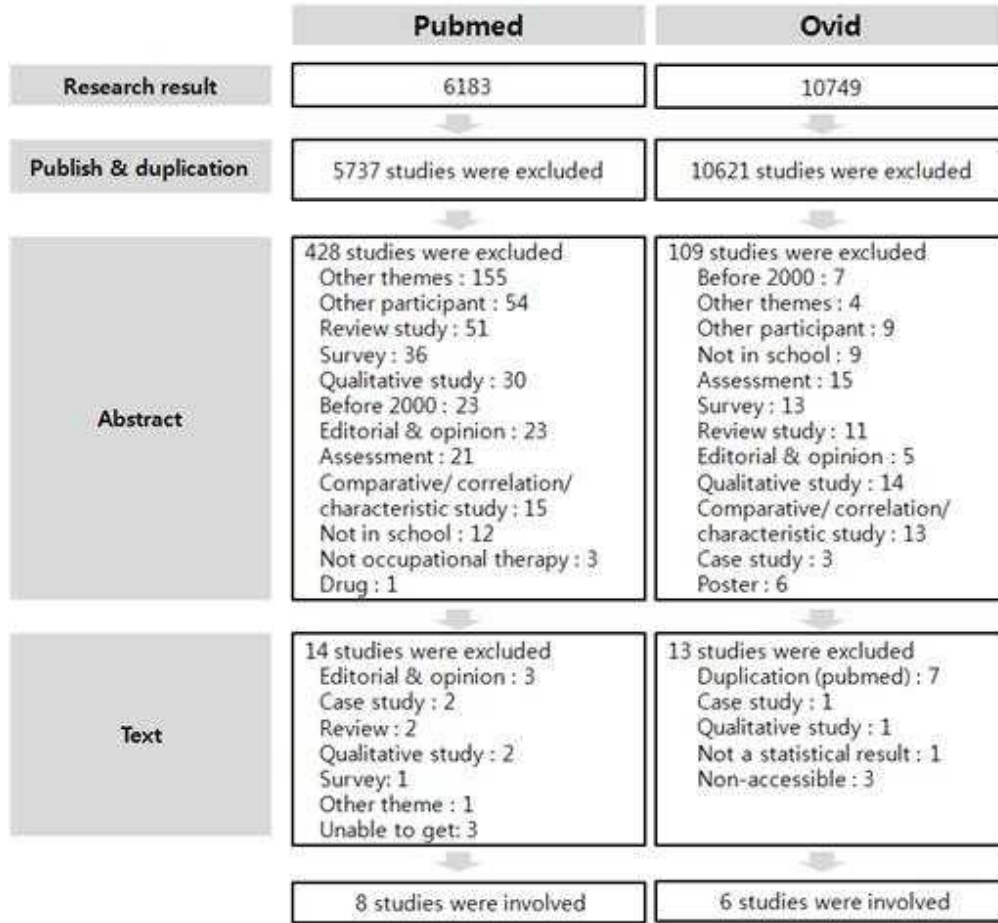 Pubmed
Ovid
Research result
6183
10749
Publish & duplication
5737 studies were excluded
10621 studies were excluded
Abstract
428 studies were excluded
Other themes : 155
Other participant : 54
Review study : 51
Survey : 36
Qualitative study : 30
Before 2000 : 23
Editorial & opinion : 23
Assessment : 21
Comparative/ correlation/
characteristic study : 15
Not in school : 12
Not occupational therapy : 3
Drug : 1
109 studies were excluded
Before 2000 : 7
Other themes : 4
Other participant : 9
Not in school : 9
Assessment : 15
Survey : 13
Review study : 11
Editorial & opinion : 5
Qualitative study : 14
Comparative/ correlation/
characteristic study : 13
Case study : 3
Poster : 6
Text
14 studies were excluded
Editorial & opinion : 3
Case study : 2
Review : 2
Qualitative study : 2
Survey: 1
Other theme : 1
Unable to get: 3
13 studies were excluded
Duplication (pubmed) : 7
Case study : 1
Qualitative study : 1
Not a statistical result : 1
Non-accessible : 3
8 studies were involved
6 studies were involved